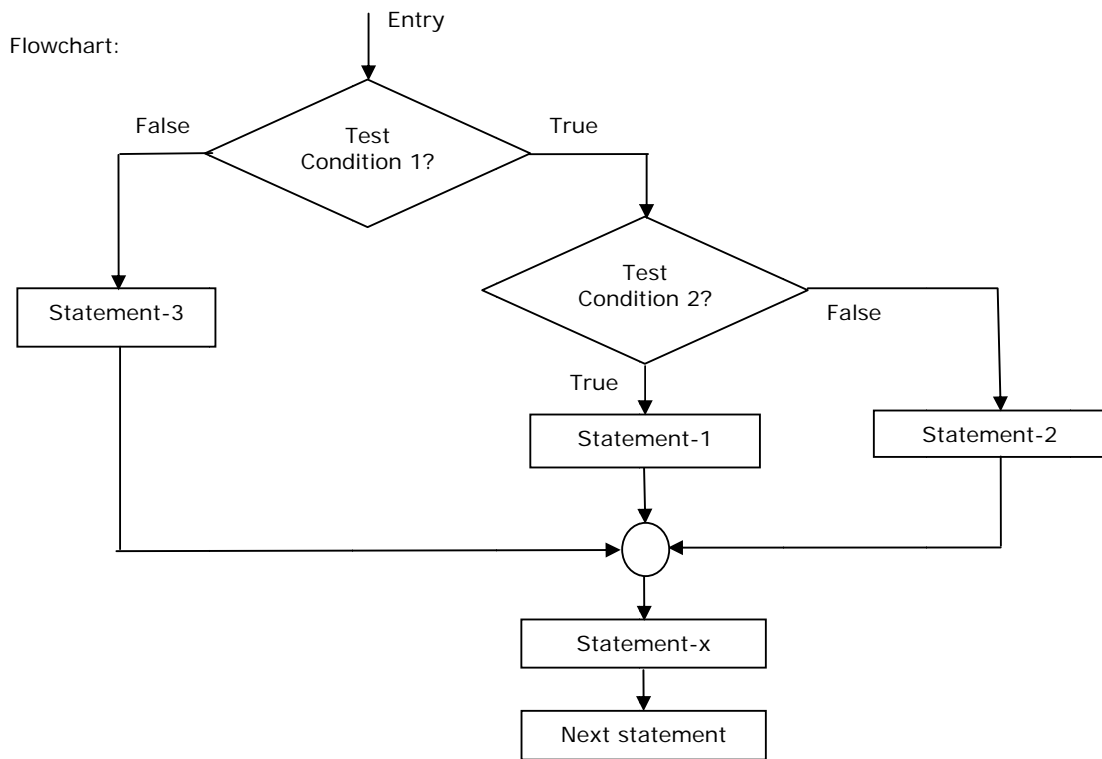 Entry
Flowchart:
False
True
Test
Condition 1?
Test
Condition 2?
Statement-3
False
True
Statement-1
Statement-2
Statement-x
Next statement